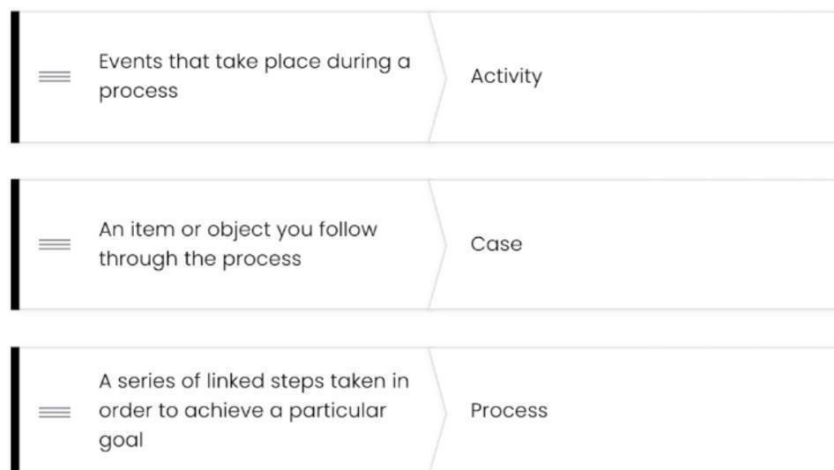 Events that take place during a
process
Activity
An item or object you follow
through the process
Case
A series of linked steps taken in
order to achieve a particular
goal
Process